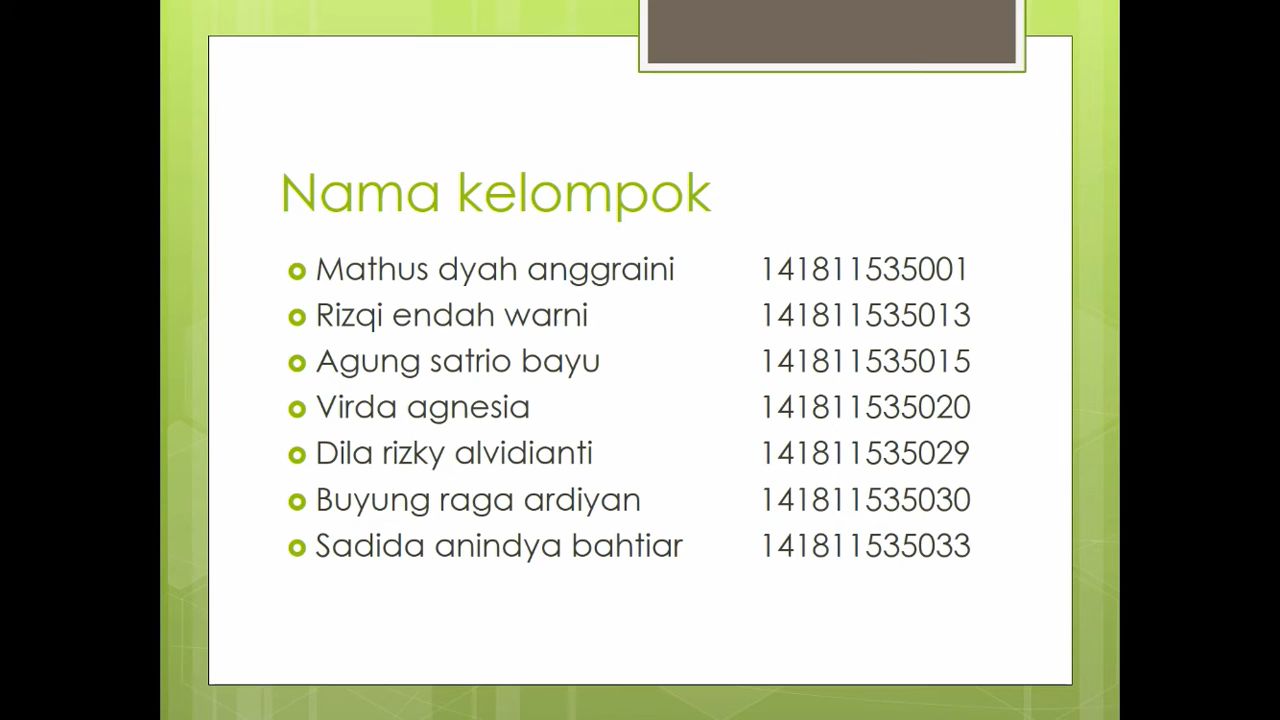 Nama kelompok
Mathus dyah anggraini 141811535001
Rizqi endah warni 141811535013
Agung satrio bayu 141811535015
Virda agnesia 141811535020
Dila rizky alvidianti 141811535029
Buyung raga ardiyan 141811535030
Sadida anindya bahtiar 141811535033